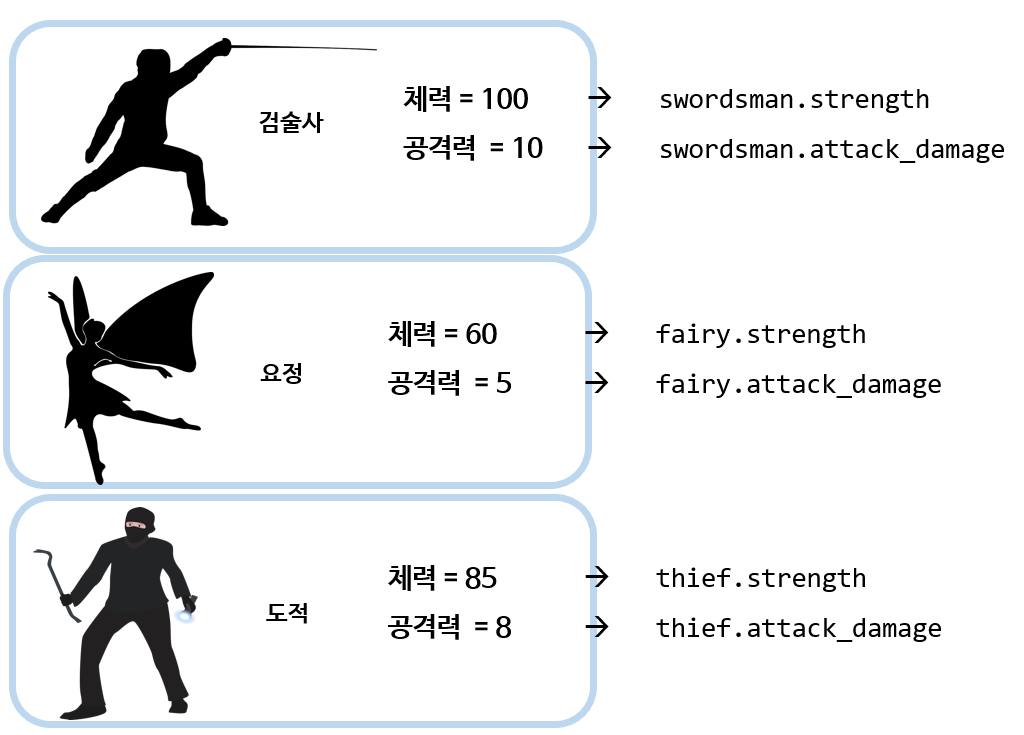 검술사
체력 = 100 → swordsman.strength
공격력 = 10 → swordsman.attack_damage
요정
체력 = 60 → fairy.strength
공격력 = 5 → fairy.attack_damage
도적
체력 = 85 → thief.strength
공격력 = 8 → thief.attack_damage